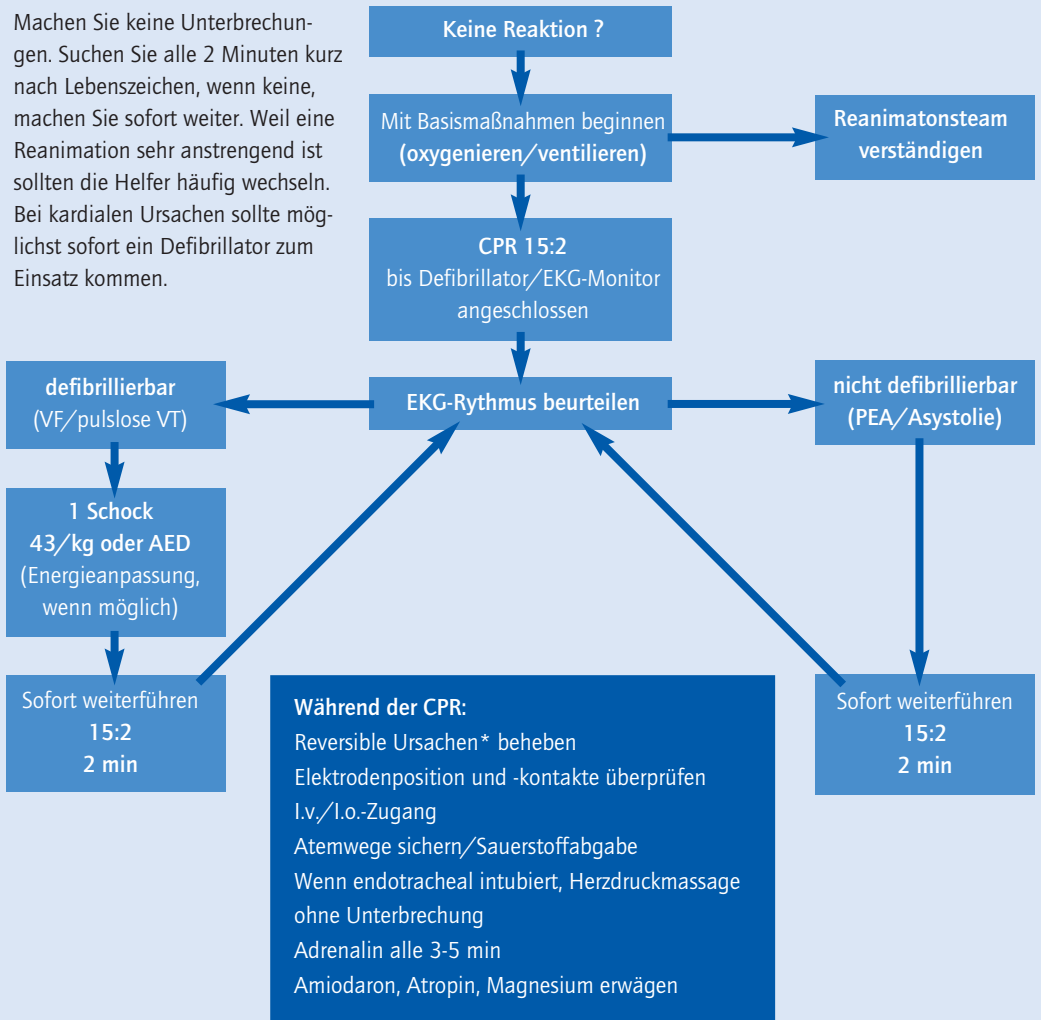 Machen Sie keine Unterbrechun-
gen. Suchen Sie alle 2 Minuten kurz
nach Lebenszeichen, wenn keine,
machen Sie sofort weiter. Weil eine
Reanimation sehr anstrengend ist
sollten die Helfer häufig wechseln.
Bei kardialen Ursachen sollte mög-
lichst sofort ein Defibrillator zum
Einsatz kommen.
Keine Reaktion ?
Mit Basismaßnahmen beginnen
(oxygenieren/ventilieren)
Reanimatonsteam
verständigen
CPR 15:2
bis Defibrillator/EKG-Monitor
angeschlossen
defibrillierbar
(VF/pulslose VT)
EKG-Rythmus beurteilen
nicht defibrillierbar
(PEA/Asystolie)
1 Schock
43/kg oder AED
(Energieanpassung,
wenn möglich)
Sofort weiterführen
15:2
2 min
Während der CPR:
Reversible Ursachen* beheben
Elektrodenposition und -kontakte überprüfen
I.v./I.o.-Zugang
Atemwege sichern/Sauerstoffabgabe
Wenn endotracheal intubiert, Herzdruckmassage
ohne Unterbrechung
Adrenalin alle 3-5 min
Amiodaron, Atropin, Magnesium erwägen
Sofort weiterführen
15:2
2 min